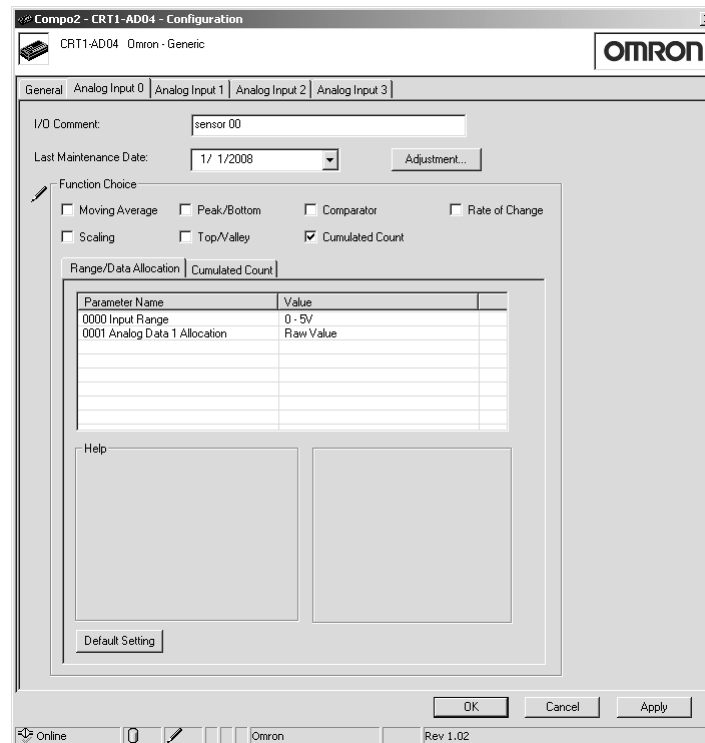 Compo2 - CRT1-AD04 - Configuration
CRT1-AD04 Omron - Generic
OMRON
General Analog Input 0 Analog Input 1 Analog Input 2 Analog Input 3
I/O Comment: sensor 00
Last Maintenance Date: 1/ 1/2008 Adjustment...
Function Choice
Moving Average Peak/Bottom Comparator Rate of Change
Scaling Top/Valley Cumulated Count
Range/Data Allocation Cumulated Count
Parameter Name Value
0000 Input Range 0 - 5V
0001 Analog Data 1 Allocation Raw Value
Help
Default Setting
OK Cancel Apply
Online Omron Rev 1.02